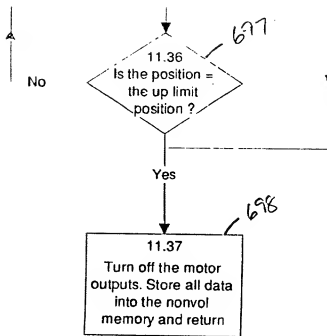 677
11.36
Is the position =
the up limit
position ?
No
Yes
698
11.37
Turn off the motor
outputs. Store all data
into the nonvol
memory and return